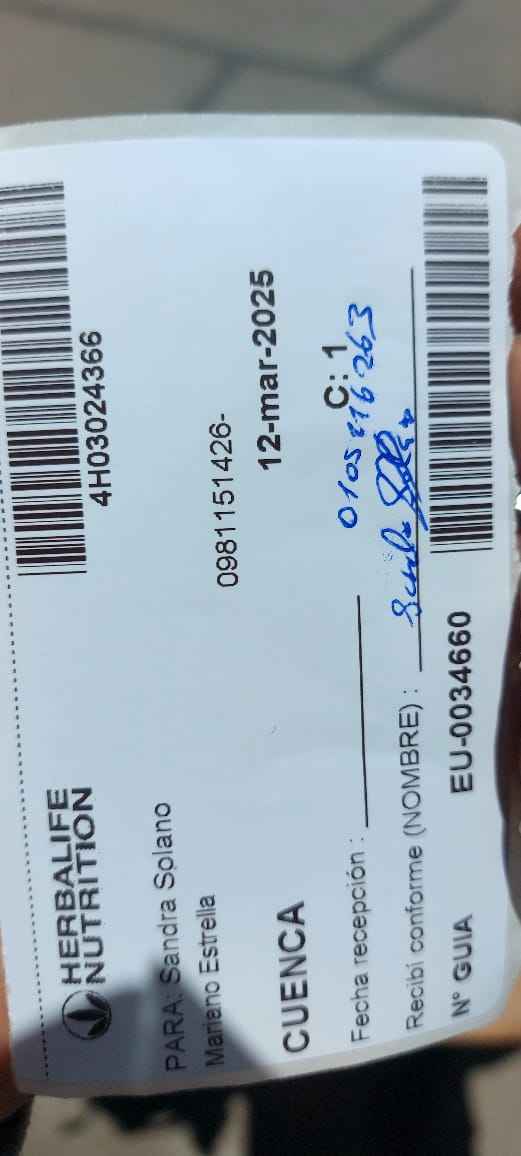 4H03024366
HERBALIFE
NUTRITION
PARA: Sandra Solano
Mariano Estrella
0981151426-
CUENCA
12-mar-2025
C: 1
Fecha recepción :
0105216263
Recibí conforme (NOMBRE) :
N° GUIA EU-0034660